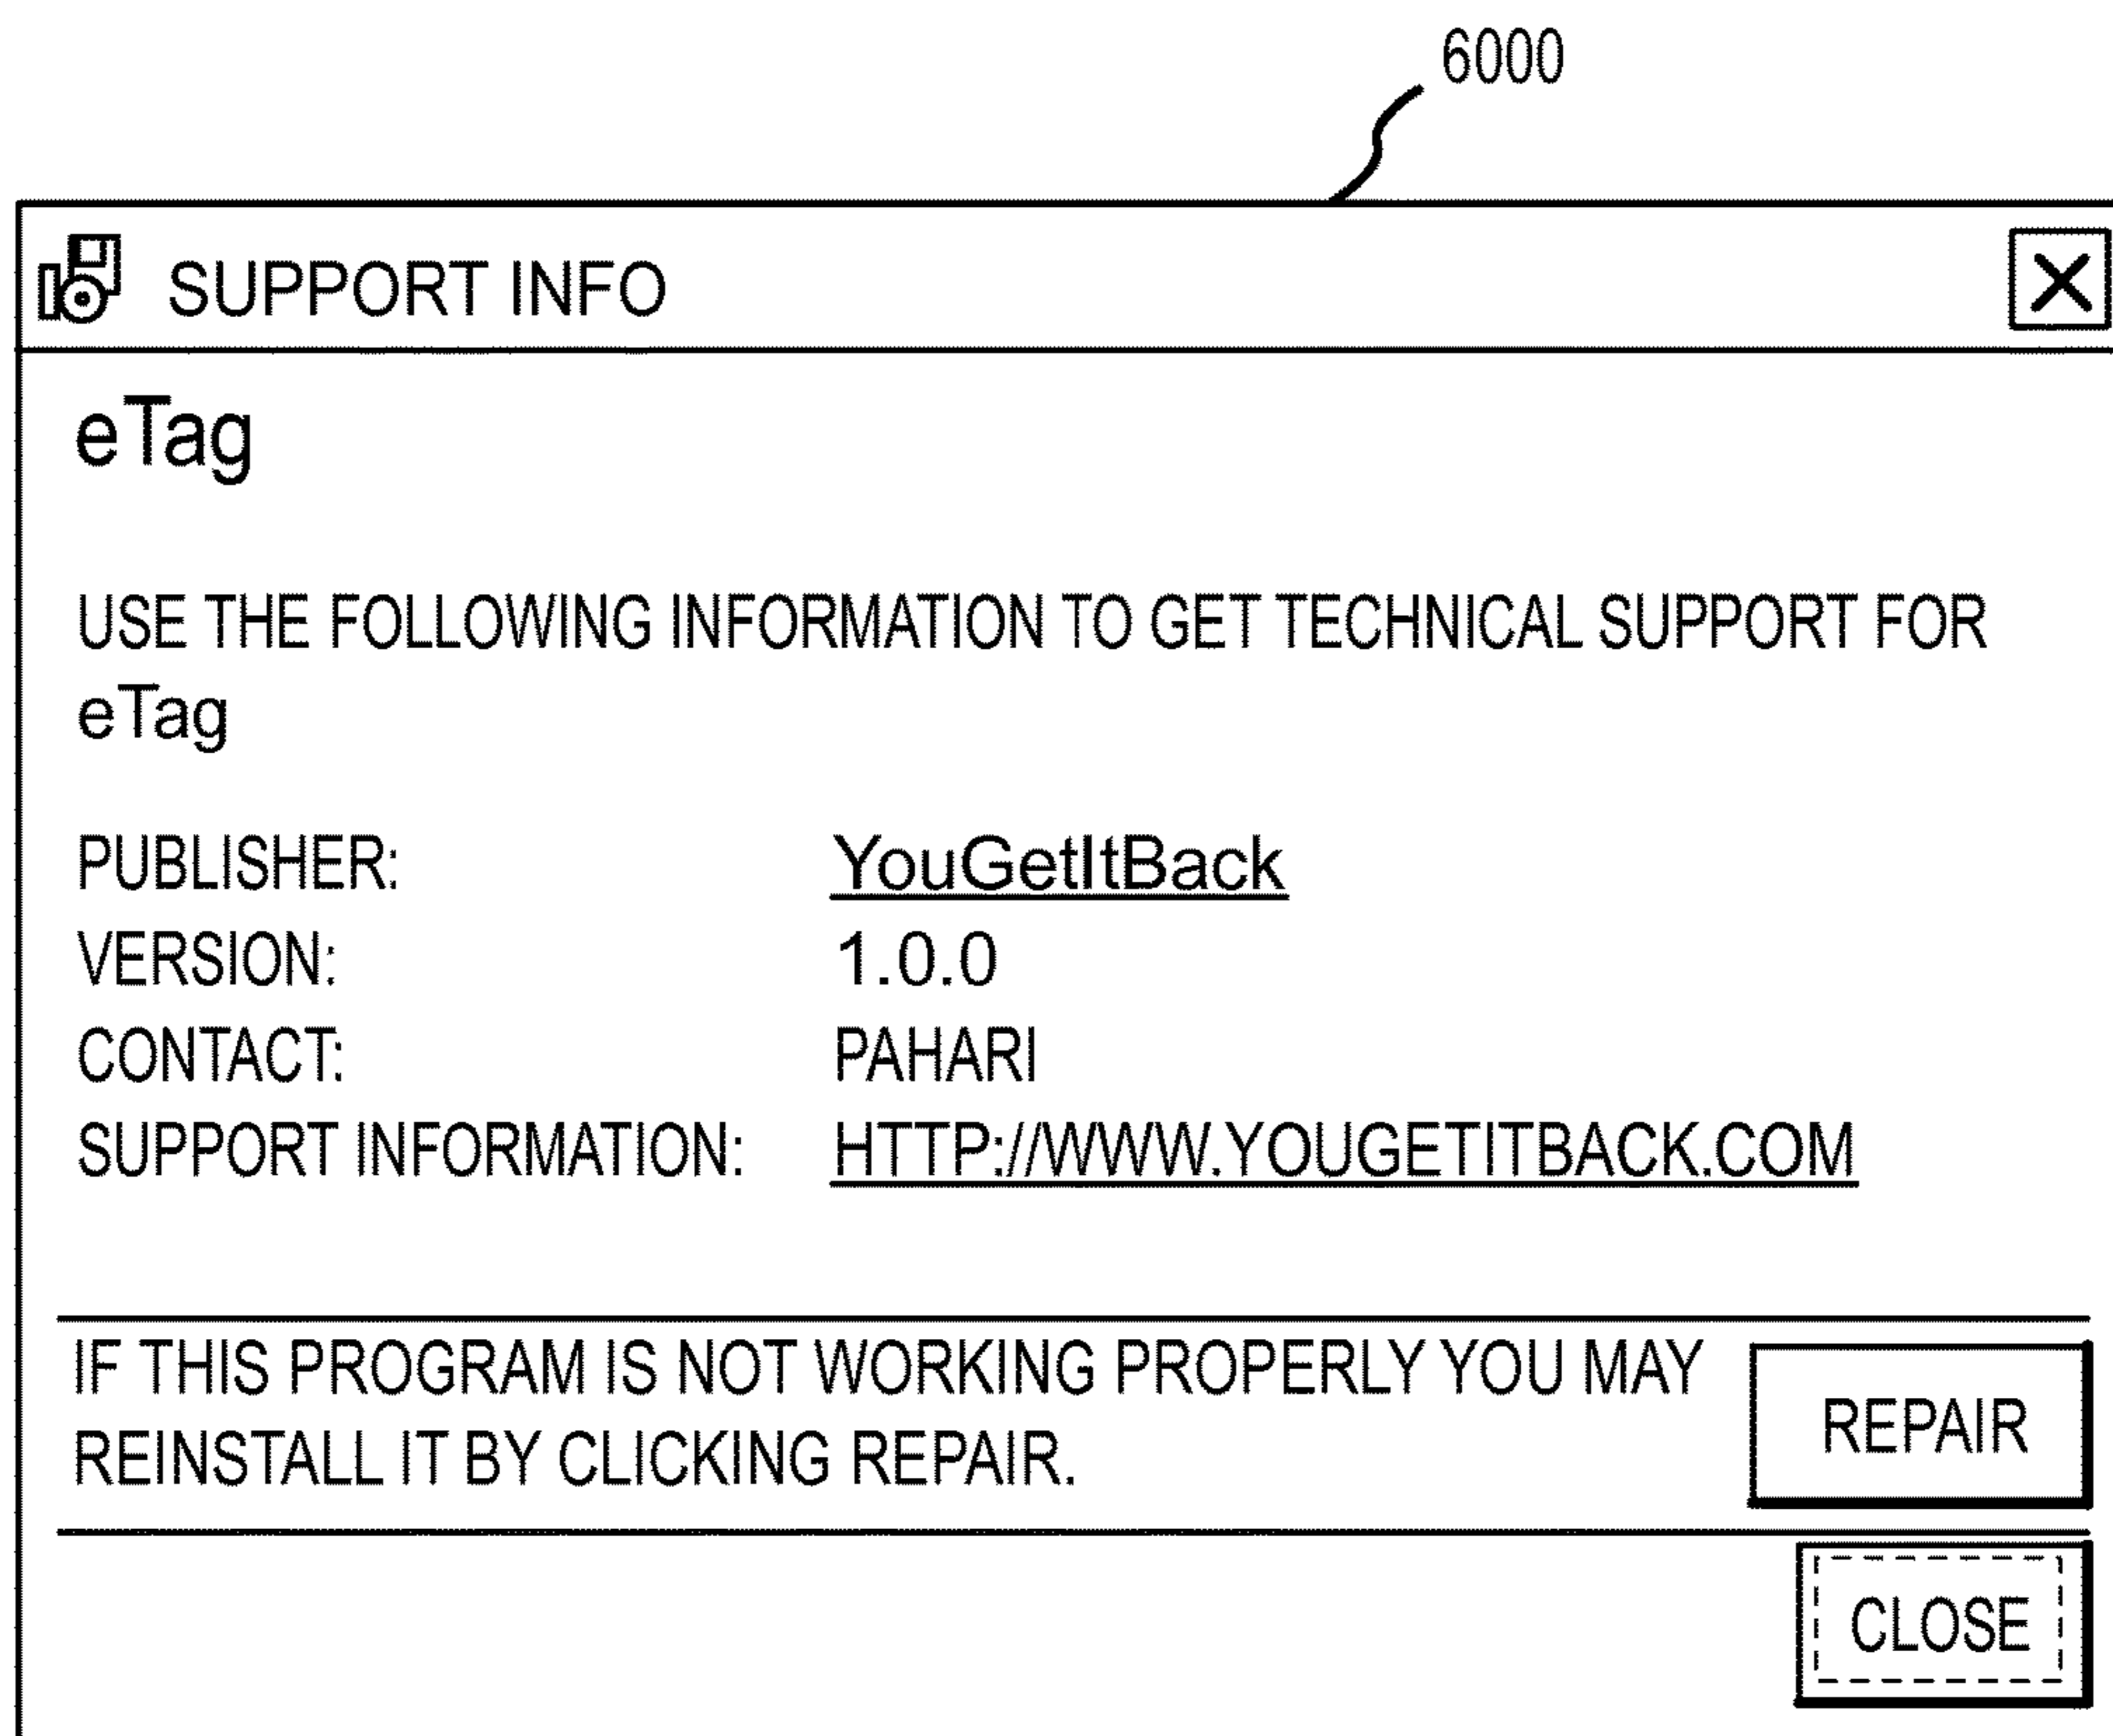 6000
SUPPORT INFO
eTag
USE THE FOLLOWING INFORMATION TO GET TECHNICAL SUPPORT FOR
eTag
PUBLISHER: YouGetItBack
VERSION: 1.0.0
CONTACT: PAHARI
SUPPORT INFORMATION: HTTP://WWW.YOUGETITBACK.COM
IF THIS PROGRAM IS NOT WORKING PROPERLY YOU MAY
REINSTALL IT BY CLICKING REPAIR.
REPAIR
CLOSE